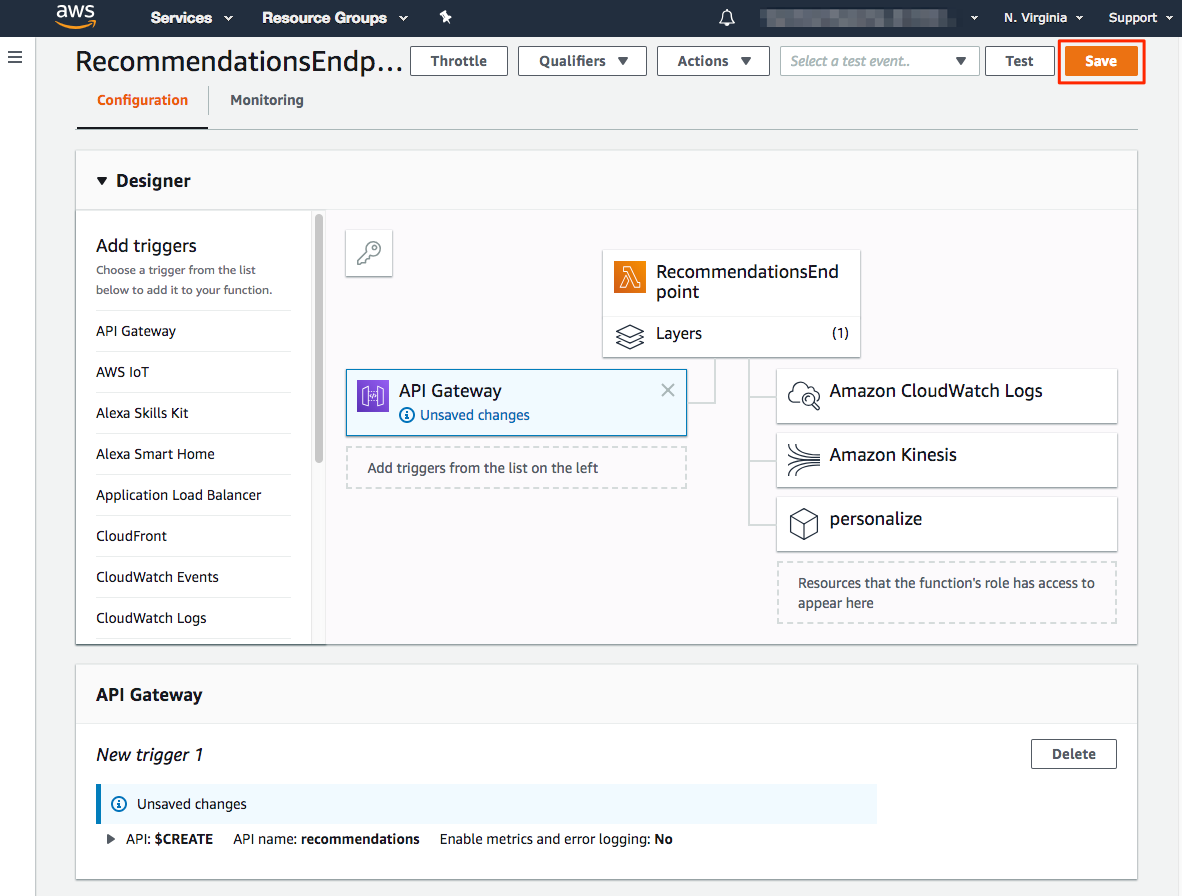 aws
Services
Resource Groups
N. Virginia
Support
RecommendationsEndp...
Throttle
Qualifiers
Actions
Select a test event..
Test
Save
Configuration
Monitoring
Designer
Add triggers
Choose a trigger from the list
below to add it to your function.
API Gateway
AWS IoT
Alexa Skills Kit
Alexa Smart Home
Application Load Balancer
CloudFront
CloudWatch Events
CloudWatch Logs
RecommendationsEnd
point
Layers (1)
API Gateway
Unsaved changes
Add triggers from the list on the left
Amazon CloudWatch Logs
Amazon Kinesis
personalize
Resources that the function's role has access to
appear here
API Gateway
New trigger 1
Delete
Unsaved changes
API: $CREATE API name: recommendations Enable metrics and error logging: No